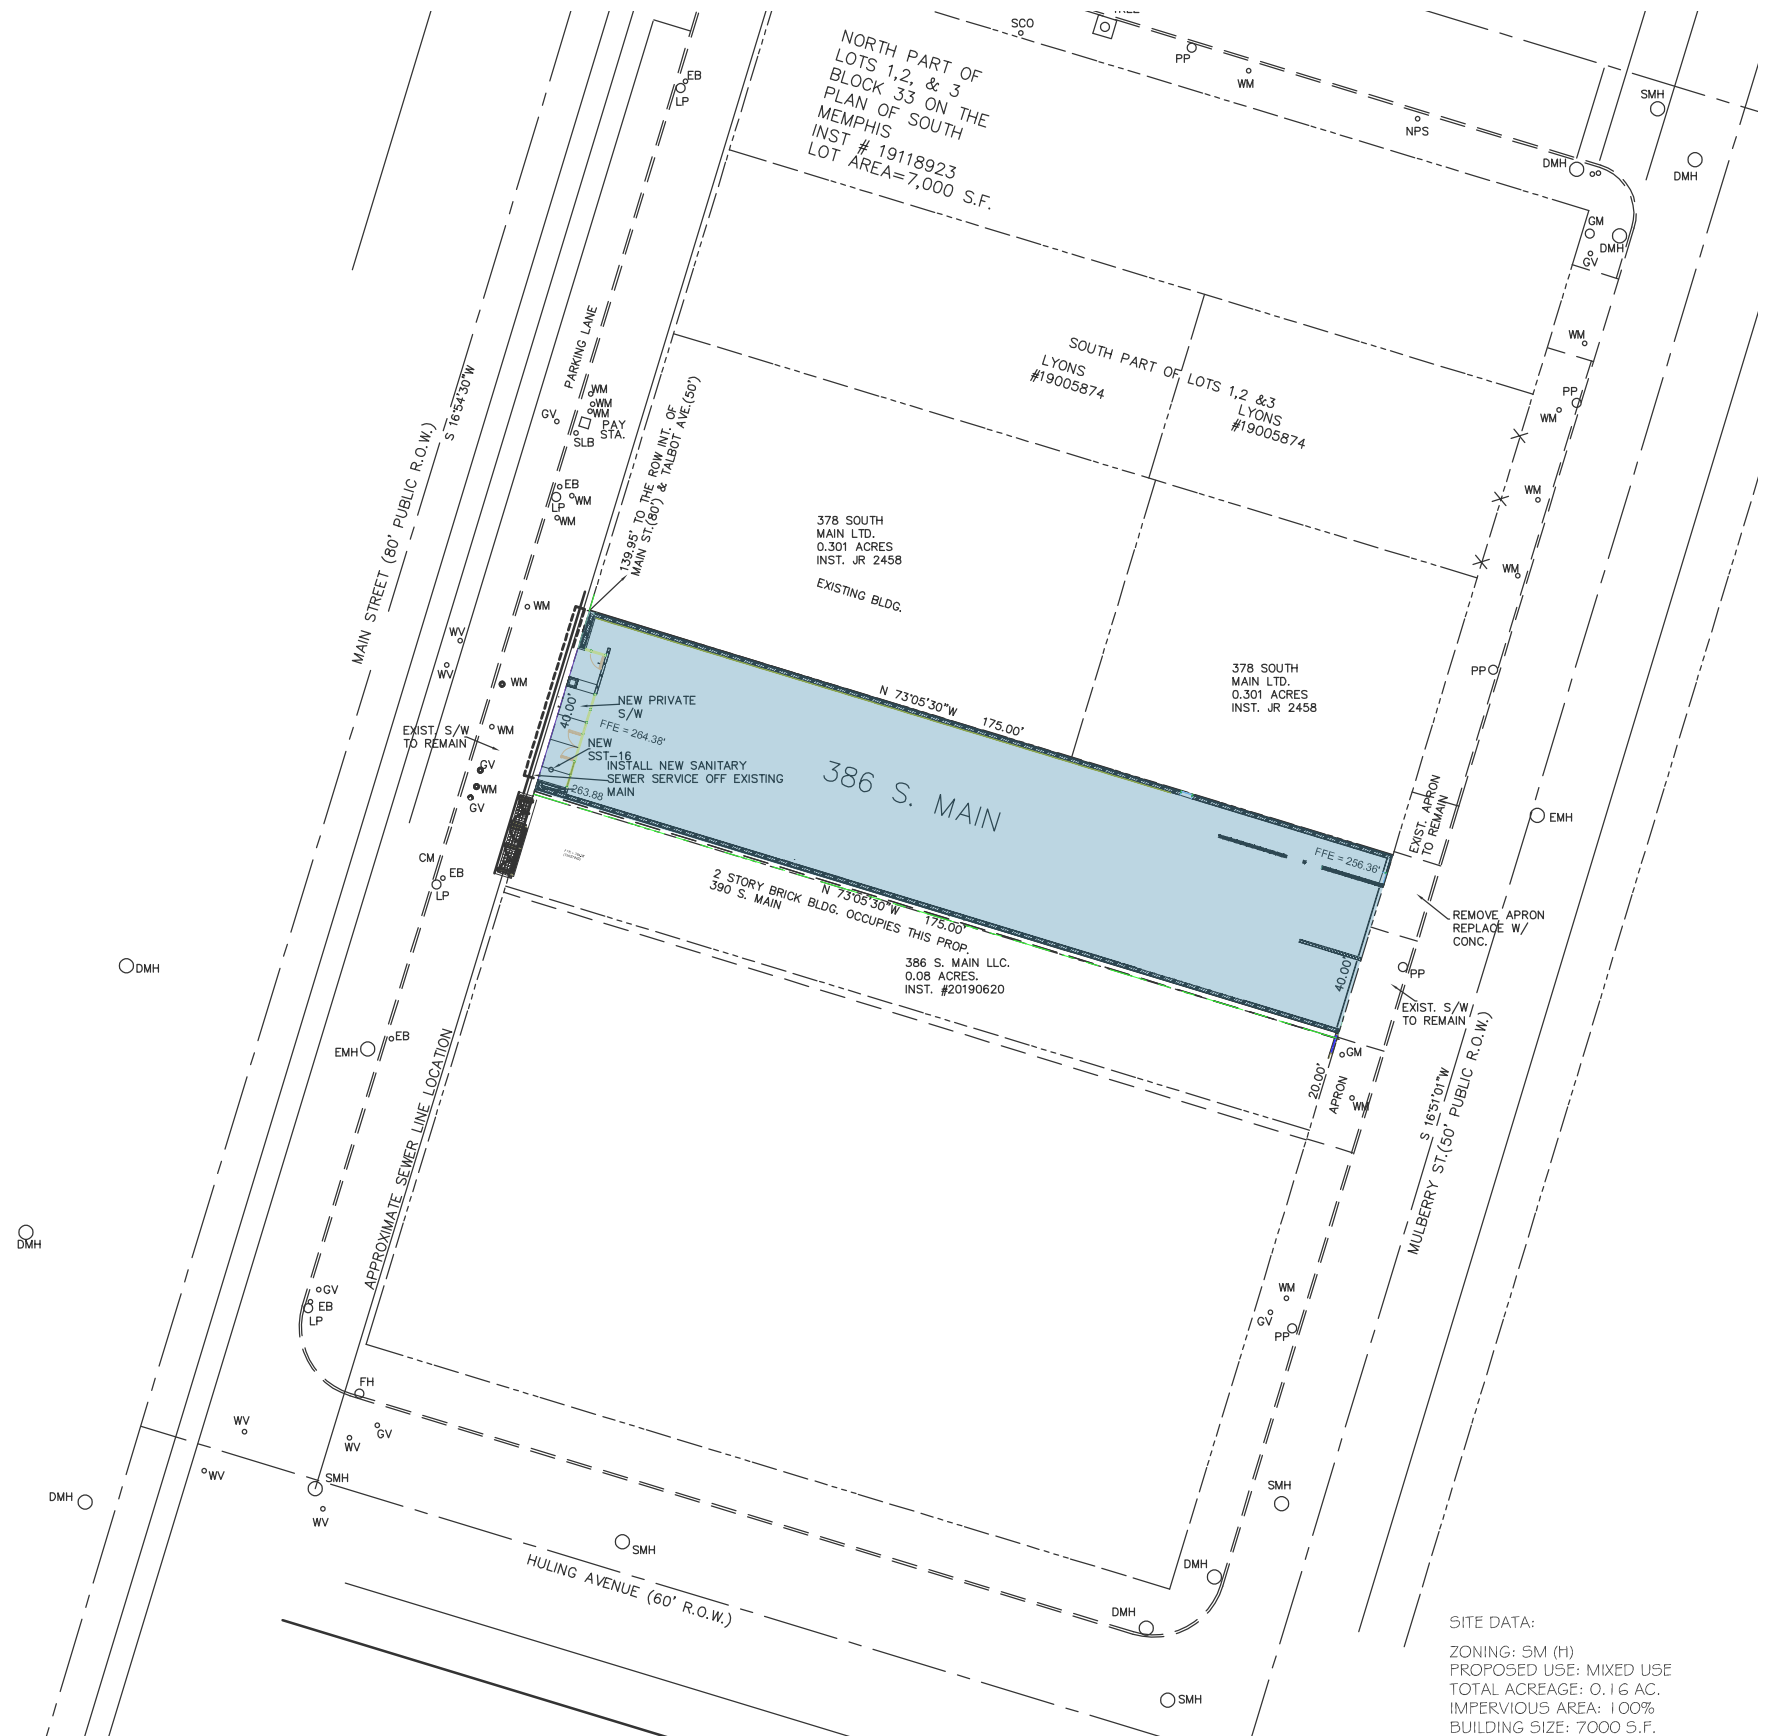 SCO
PP
WM
NPS
SMH
DMH
DMH
EB
LP
NORTH PART OF
LOTS 1,2, & 3
BLOCK 33 ON THE
PLAN OF SOUTH
MEMPHIS
INST # 19118923
LOT AREA=7,000 S.F.
GM
DMH
GV
PARKING LANE
S 16°54'30"W
MAIN STREET (80' PUBLIC R.O.W.)
WM
WM
WM
GV
PAY
STA.
SLB
EB
WM
LP
WM
139.95' TO THE ROW INT. OF
MAIN ST.(80') & TALBOT AVE.(50')
SOUTH PART OF LOTS 1,2 &3
LYONS
#19005874
LYONS
#19005874
WM
PP
WM
WM
WM
378 SOUTH
MAIN LTD.
0.301 ACRES
INST. JR 2458
EXISTING BLDG.
WM
WV
WV
WM
WM
EXIST. S/W
TO REMAIN
GV
WM
GV
378 SOUTH
MAIN LTD.
0.301 ACRES
INST. JR 2458
PP
N 73°05'30"W
175.00'
40.00'
NEW PRIVATE
S/W
FFE = 264.38'
NEW
SST-16
INSTALL NEW SANITARY
SEWER SERVICE OFF EXISTING
MAIN
263.88
386 S. MAIN
FFE = 256.36'
EXIST. APRON
TO REMAIN
EMH
CM
EB
LP
2 STORY BRICK BLDG. OCCUPIES THIS PROP.
390 S. MAIN
N 73°05'30"W
175.00'
386 S. MAIN LLC.
0.08 ACRES.
INST. #20190620
REMOVE APRON
REPLACE W/
CONC.
40.00'
PP
EXIST. S/W
TO REMAIN
DMH
EMH
EB
GM
20.00'
APRON
WM
S 16°51'01"W
MULBERRY ST.(50' PUBLIC R.O.W.)
APPROXIMATE SEWER LINE LOCATION
DMH
GV
EB
LP
WM
GV
PP
FH
WV
GV
WV
WV
SMH
DMH
WV
SMH
SMH
HULING AVENUE (60' R.O.W.)
DMH
DMH
SMH
SITE DATA:
ZONING: SM (H)
PROPOSED USE: MIXED USE
TOTAL ACREAGE: 0.16 AC.
IMPERVIOUS AREA: 100%
BUILDING SIZE: 7000 S.F.